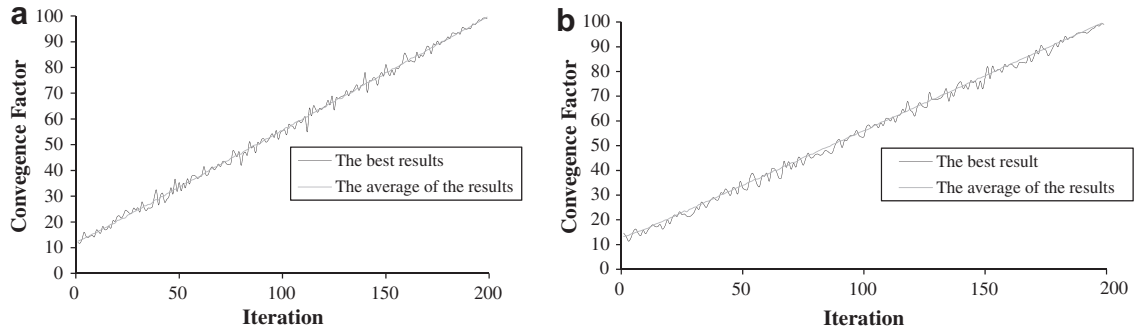 a
100
90
80
70
60
50
40
30
20
10
0
Convegence Factor
0 50 100 150 200
Iteration
The best results
The average of the results
b
100
90
80
70
60
50
40
30
20
10
0
Convegence Factor
0 50 100 150 200
Iteration
The best result
The average of the results